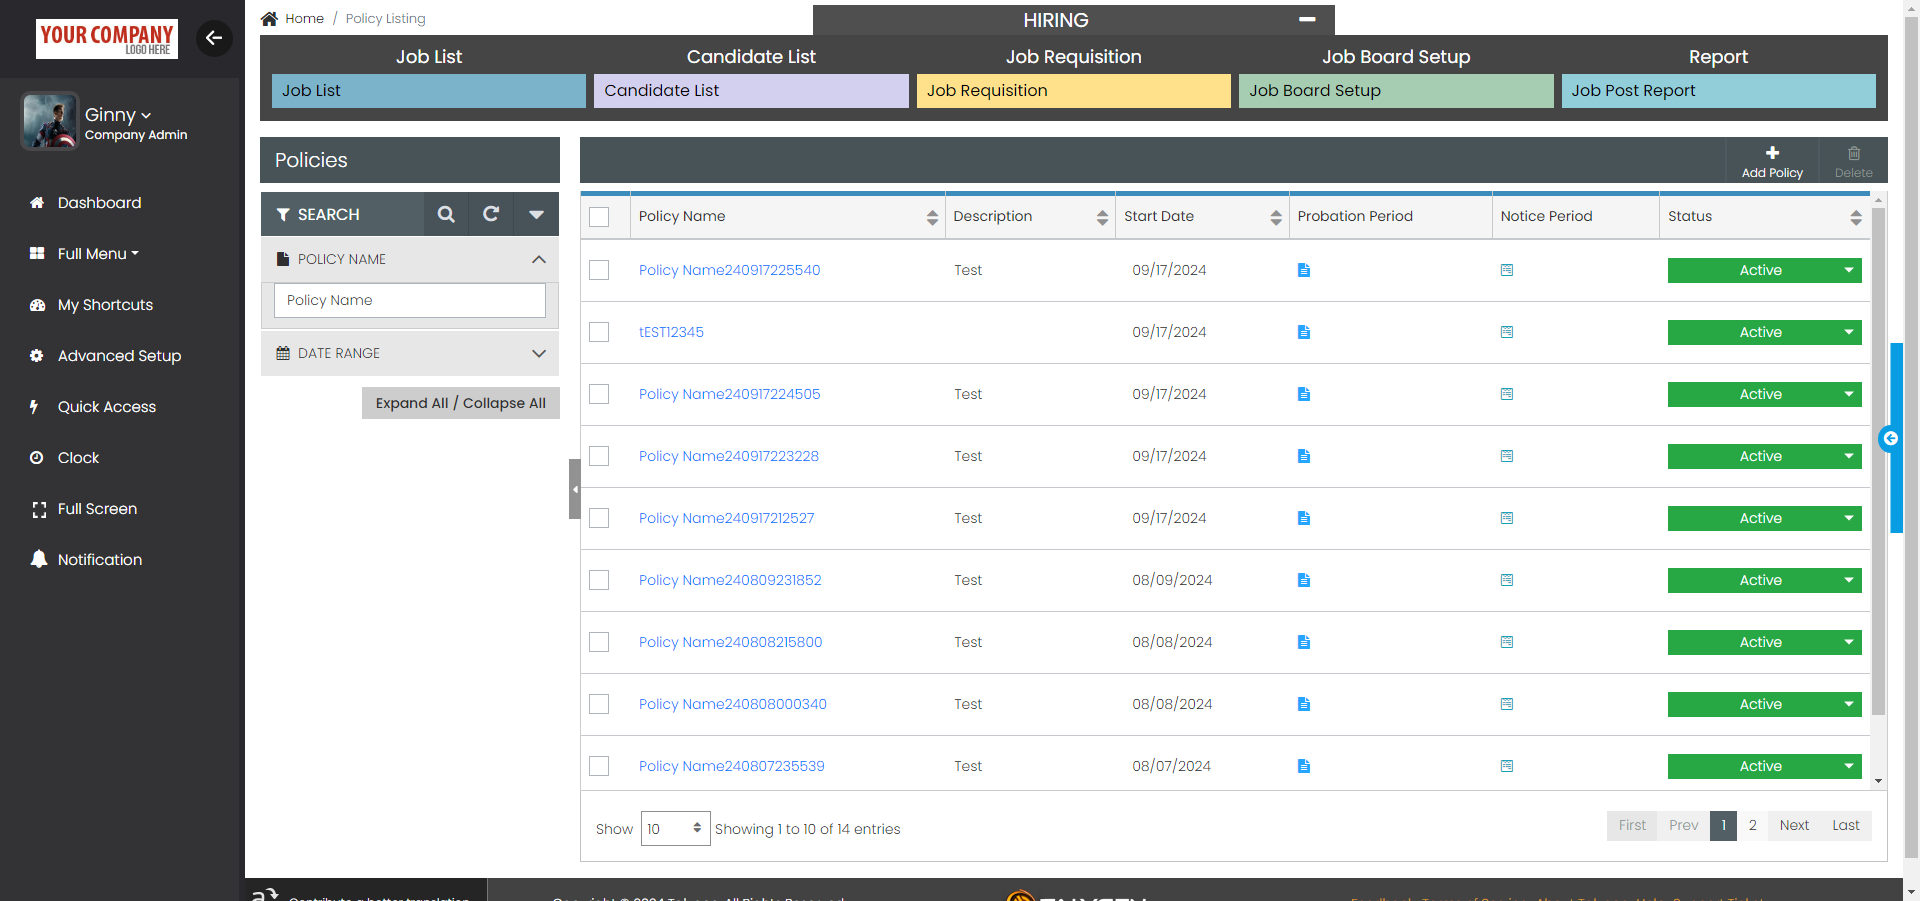 YOUR COMPANY
LOGO HERE
Home / Policy Listing
HIRING
Job List
Candidate List
Job Requisition
Job Board Setup
Report
Job List
Candidate List
Job Requisition
Job Board Setup
Job Post Report
Ginny
Company Admin
Dashboard
Full Menu
My Shortcuts
Advanced Setup
Quick Access
Clock
Full Screen
Notification
Policies
SEARCH
POLICY NAME
Policy Name
DATE RANGE
Expand All / Collapse All
Add Policy
Delete
Policy Name Description Start Date Probation Period Notice Period Status
Policy Name240917225540 Test 09/17/2024 Active
tEST12345 09/17/2024 Active
Policy Name240917224505 Test 09/17/2024 Active
Policy Name240917223228 Test 09/17/2024 Active
Policy Name240917212527 Test 09/17/2024 Active
Policy Name240809231852 Test 08/09/2024 Active
Policy Name240808215800 Test 08/08/2024 Active
Policy Name240808000340 Test 08/08/2024 Active
Policy Name240807235539 Test 08/07/2024 Active
Show 10 Showing 1 to 10 of 14 entries
First Prev 1 2 Next Last